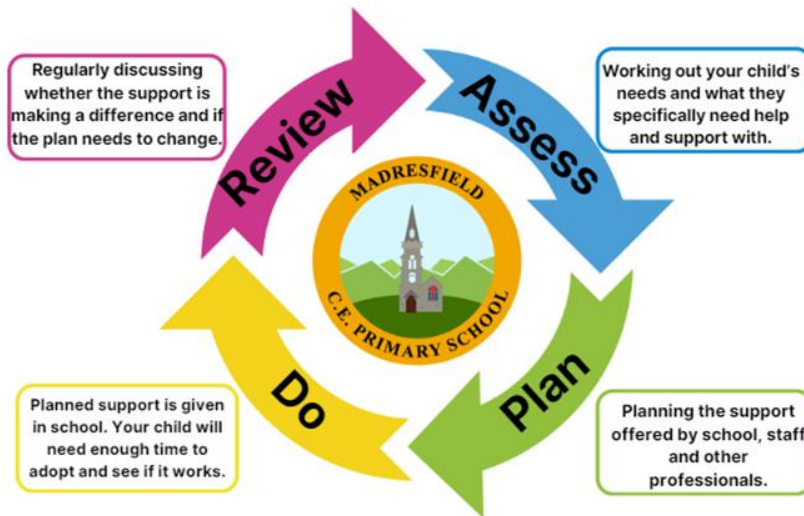 Review
Regularly discussing
whether the support is
making a difference and if
the plan needs to change.
Assess
Working out your child's
needs and what they
specifically need help
and support with.
MADRESFIELD
C.E. PRIMARY SCHOOL
Do
Planned support is given
in school. Your child will
need enough time to
adopt and see if it works.
Plan
Planning the support
offered by school, staff
and other
professionals.